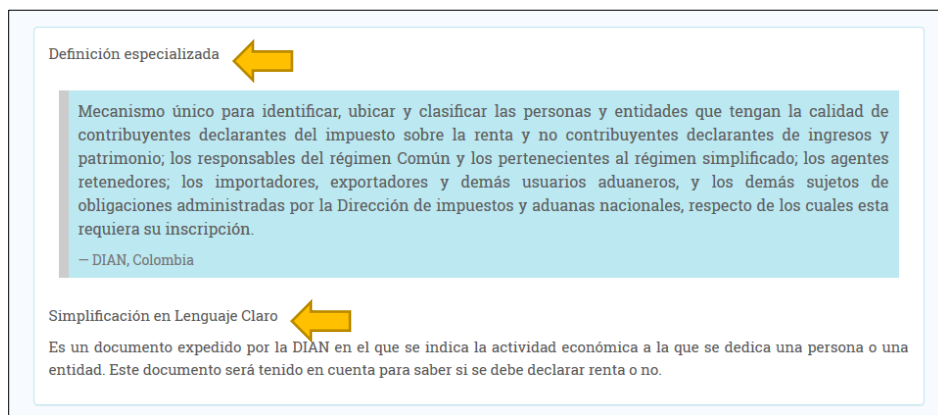 Definición especializada
Mecanismo único para identificar, ubicar y clasificar las personas y entidades que tengan la calidad de
contribuyentes declarantes del impuesto sobre la renta y no contribuyentes declarantes de ingresos y
patrimonio; los responsables del régimen Común y los pertenecientes al régimen simplificado; los agentes
retenedores; los importadores, exportadores y demás usuarios aduaneros, y los demás sujetos de
obligaciones administradas por la Dirección de impuestos y aduanas nacionales, respecto de los cuales esta
requiera su inscripción.
— DIAN, Colombia
Simplificación en Lenguaje Claro
Es un documento expedido por la DIAN en el que se indica la actividad económica a la que se dedica una persona o una
entidad. Este documento será tenido en cuenta para saber si se debe declarar renta o no.